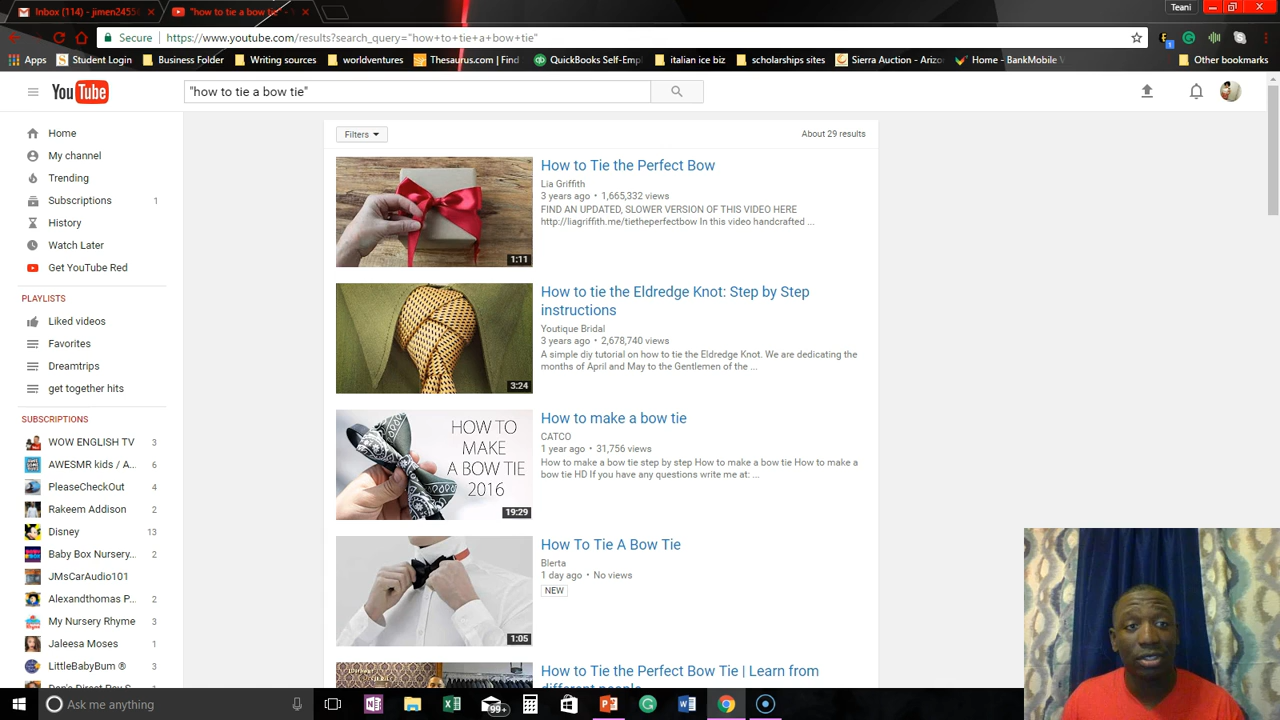 Inbox (114) - jimen2455
"how to tie a bow tie" -
Teani
Secure
https://www.youtube.com/results?search_query="how+to+tie+a+bow+tie"
Apps
Student Login
Business Folder
Writing sources
worldventures
Thesaurus.com | Find
QuickBooks Self-Empl
italian ice biz
scholarships sites
Sierra Auction - Arizo
Home - BankMobile V
Other bookmarks
YouTube
"how to tie a bow tie"
Home
My channel
Trending
Subscriptions 1
History
Watch Later
Get YouTube Red
PLAYLISTS
Liked videos
Favorites
Dreamtrips
get together hits
SUBSCRIPTIONS
WOW ENGLISH TV 3
AWESMR kids / A... 6
PleaseCheckOut 4
Rakeem Addison 2
Disney 13
Baby Box Nursery... 2
JMsCarAudio101
Alexandthomas P... 2
My Nursery Rhyme 3
Jaleesa Moses 1
LittleBabyBum ® 3
Filters
About 29 results
1:11
How to Tie the Perfect Bow
Lia Griffith
3 years ago • 1,665,332 views
FIND AN UPDATED, SLOWER VERSION OF THIS VIDEO HERE
http://liagriffith.me/tietheperfectbow In this video handcrafted ...
3:24
How to tie the Eldredge Knot: Step by Step
instructions
Youtique Bridal
3 years ago • 2,678,740 views
A simple diy tutorial on how to tie the Eldredge Knot. We are dedicating the
months of April and May to the Gentlemen of the ...
HOW TO
MAKE
A BOW TIE
2016
19:29
How to make a bow tie
CATCO
1 year ago • 31,756 views
How to make a bow tie step by step How to make a bow tie How to make a
bow tie HD If you have any questions write me at: ...
1:05
How To Tie A Bow Tie
Blerta
1 day ago • No views
NEW
How to Tie the Perfect Bow Tie | Learn from
different people
Ask me anything
99+